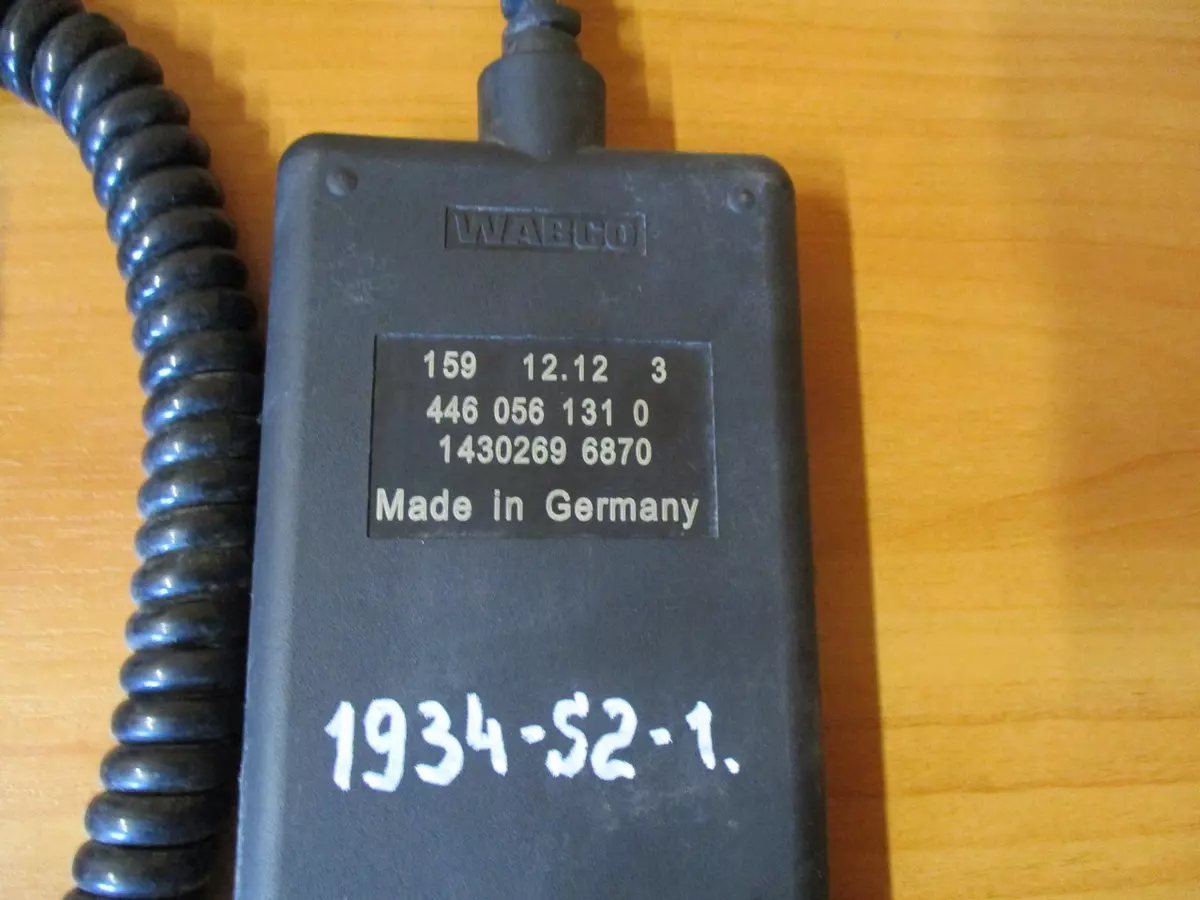 WABCO
159 12.12 3
446 056 131 0
1430269 6870
Made in Germany
1934-S2-1.